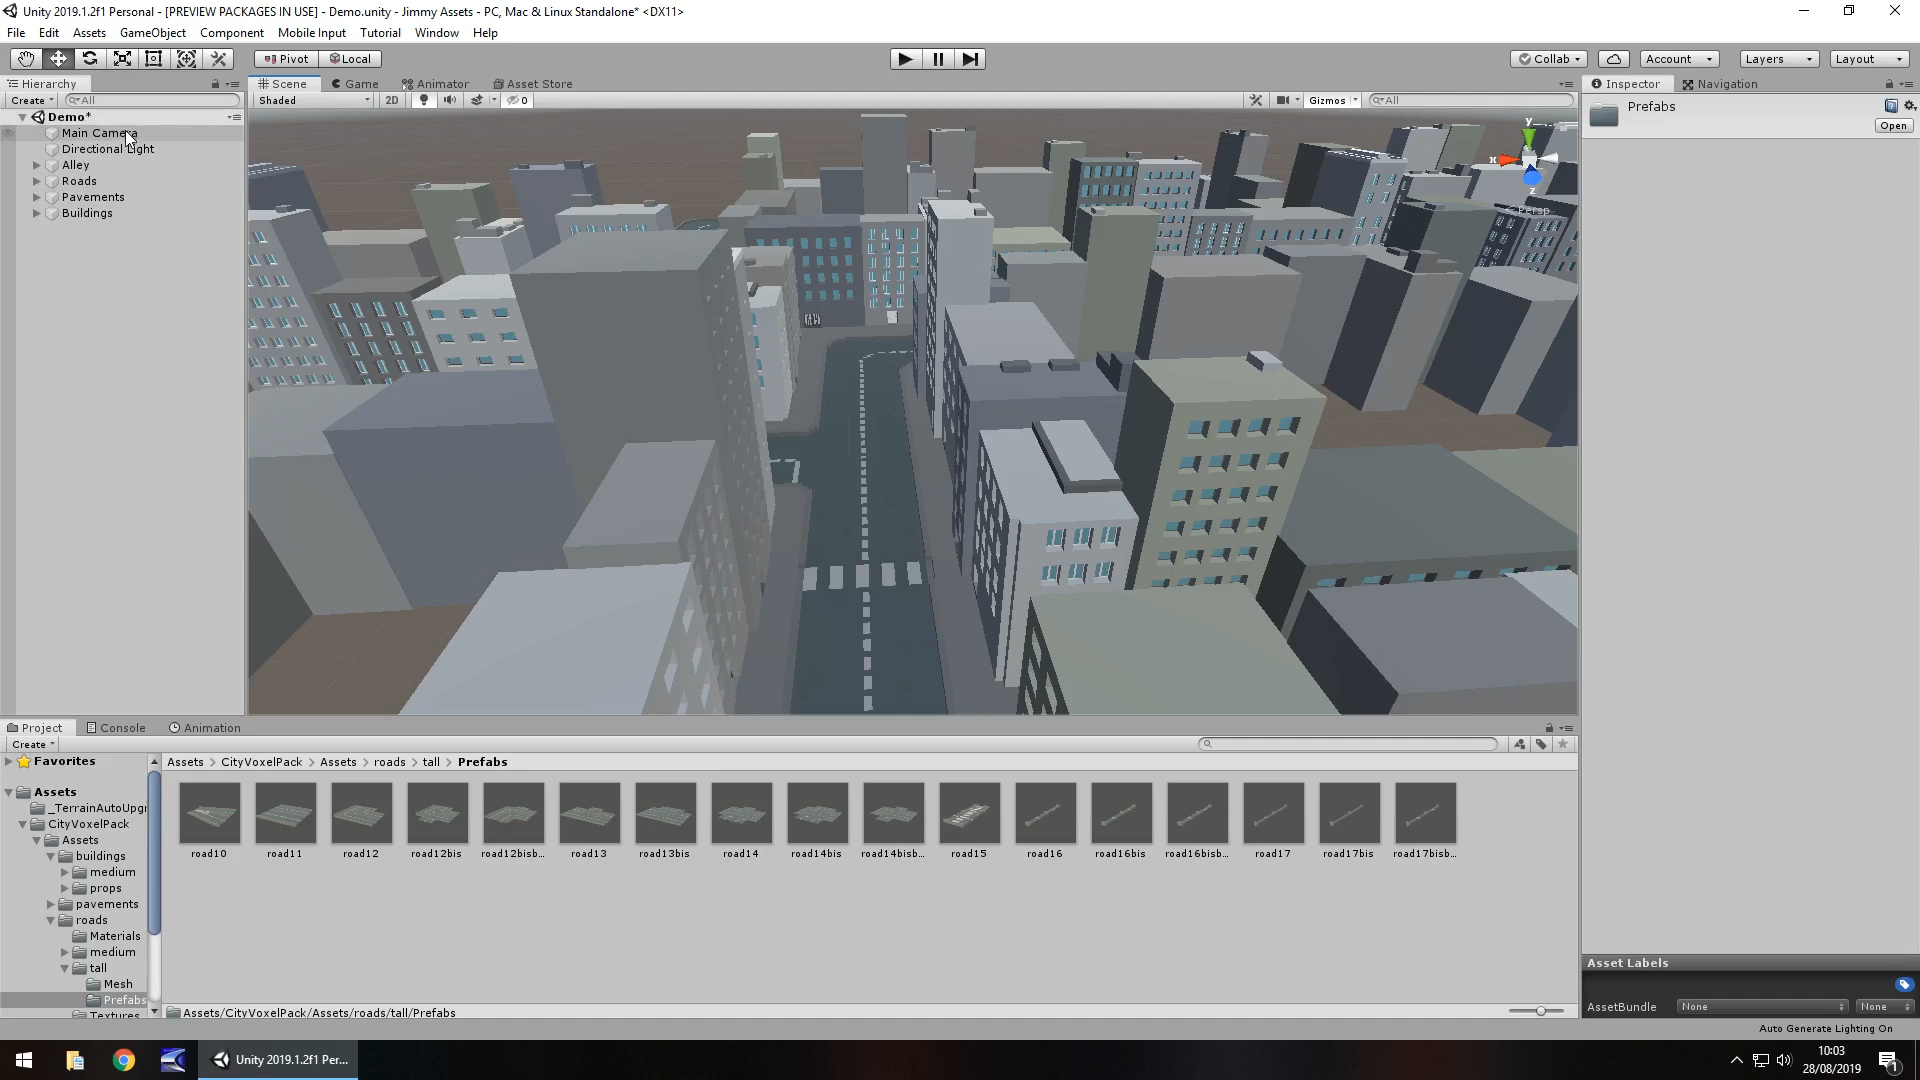 Unity 2019.1.2f1 Personal - [PREVIEW PACKAGES IN USE] - Demo.unity - Jimmy Assets - PC, Mac & Linux Standalone* <DX11>
File Edit Assets GameObject Component Mobile Input Tutorial Window Help
Pivot Local Collab Account Layers Layout
Hierarchy Scene Game Animator Asset Store Inspector Navigation
Create All Shaded 2D 0 Gizmos All Prefabs
Open
Demo*
Main Camera
Directional Light
Alley
Roads
Pavements
Buildings
y
x
z
Persp
Project Console Animation
Create
Favorites
Assets > CityVoxelPack > Assets > roads > tall > Prefabs
Assets
_TerrainAutoUpgr
CityVoxelPack
Assets
buildings
medium
props
pavements
roads
Materials
medium
tall
Mesh
Prefabs
Textures
road10 road11 road12 road12bis road12bisb... road13 road13bis road14 road14bis road14bisb... road15 road16 road16bis road16bisb... road17 road17bis road17bisb...
Assets/CityVoxelPack/Assets/roads/tall/Prefabs
Asset Labels
AssetBundle None None
Auto Generate Lighting On
Unity 2019.1.2f1 Per...
10:03
28/08/2019
1